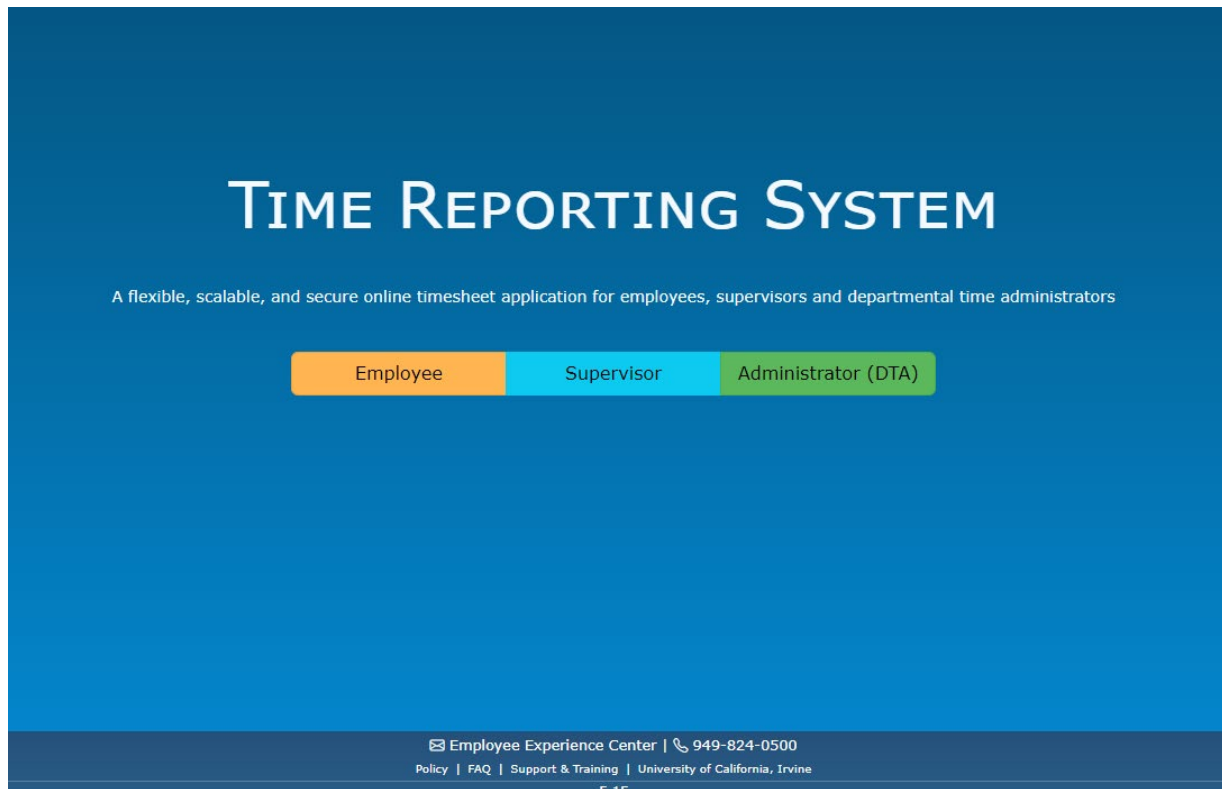 TIME REPORTING SYSTEM
A flexible, scalable, and secure online timesheet application for employees, supervisors and departmental time administrators
Employee Supervisor Administrator (DTA)
Employee Experience Center | 949-824-0500
Policy | FAQ | Support & Training | University of California, Irvine